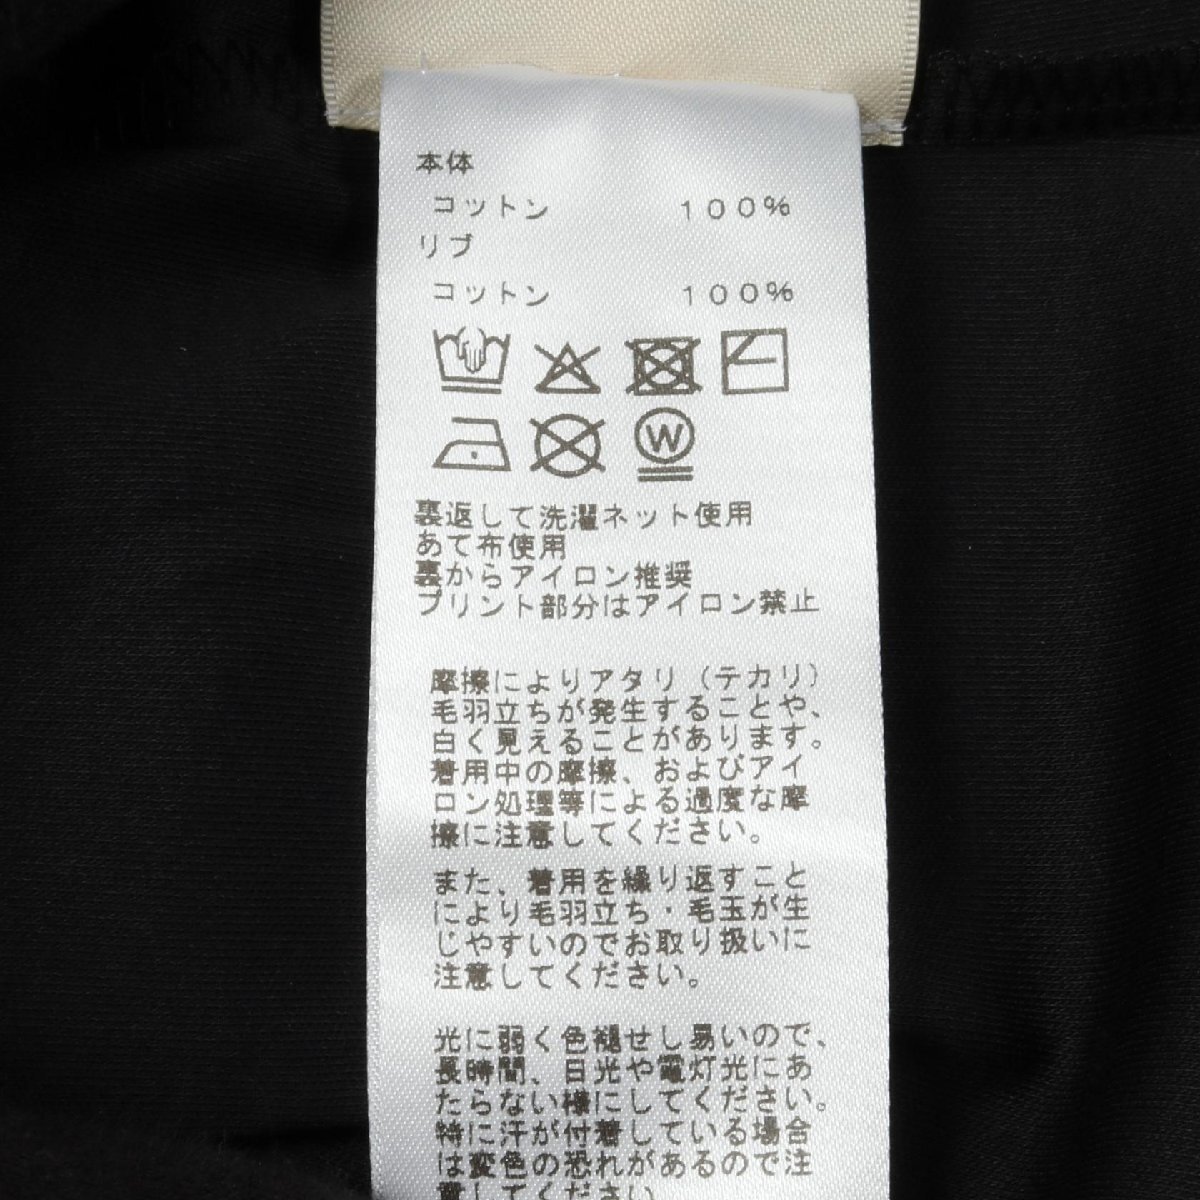 本体
コットン 100%
リブ
コットン 100%
W
裏返して洗濯ネット使用
あて布使用
裏からアイロン推奨
プリント部分はアイロン禁止
摩擦によりアタリ(テカリ)
毛羽立ちが発生することや、
白く見えることがあります。
着用中の摩擦、およびアイ
ロン処理等による過度な摩
擦に注意してください。
また、着用を繰り返すこと
により毛羽立ち・毛玉が生
じやすいのでお取り扱いに
注意してください。
光に弱く色褪せし易いので、
長時間、日光や電灯光にあ
たらない様にしてください。
特に汗が付着している場合
は変色の恐れがあるので注
意してください。